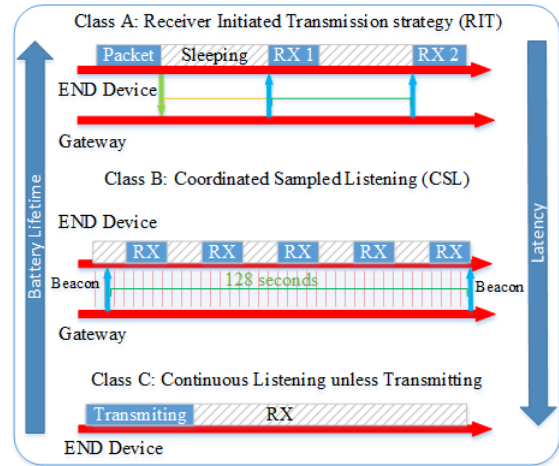 Class A: Receiver Initiated Transmission strategy (RIT)
Packet Sleeping RX 1 RX 2
END Device
Gateway
Class B: Coordinated Sampled Listening (CSL)
END Device
RX RX RX RX RX
Beacon 128 seconds Beacon
Gateway
Class C: Continuous Listening unless Transmitting
Transmiting RX
END Device
Battery Lifetime
Latency